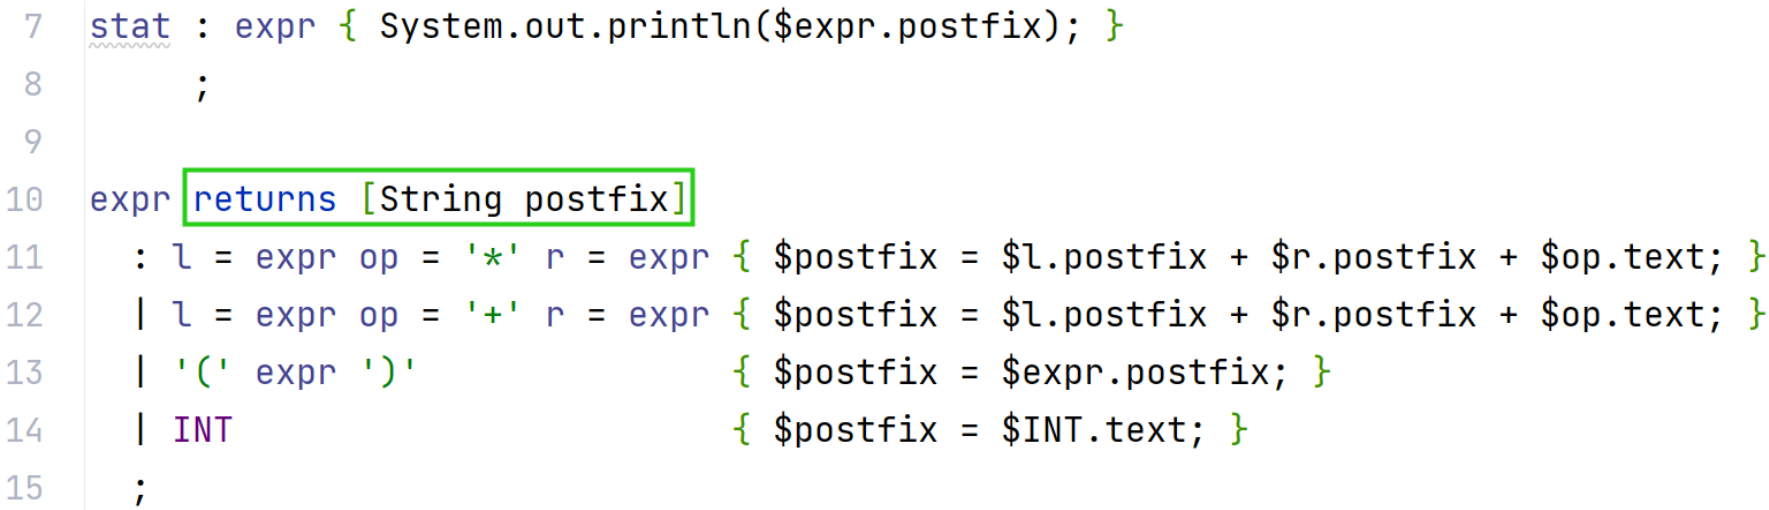 7 stat : expr { System.out.println($expr.postfix); }
8 ;
9
10 expr returns [String postfix]
11 : l = expr op = '*' r = expr { $postfix = $l.postfix + $r.postfix + $op.text; }
12 | l = expr op = '+' r = expr { $postfix = $l.postfix + $r.postfix + $op.text; }
13 | '(' expr ')' { $postfix = $expr.postfix; }
14 | INT { $postfix = $INT.text; }
15 ;